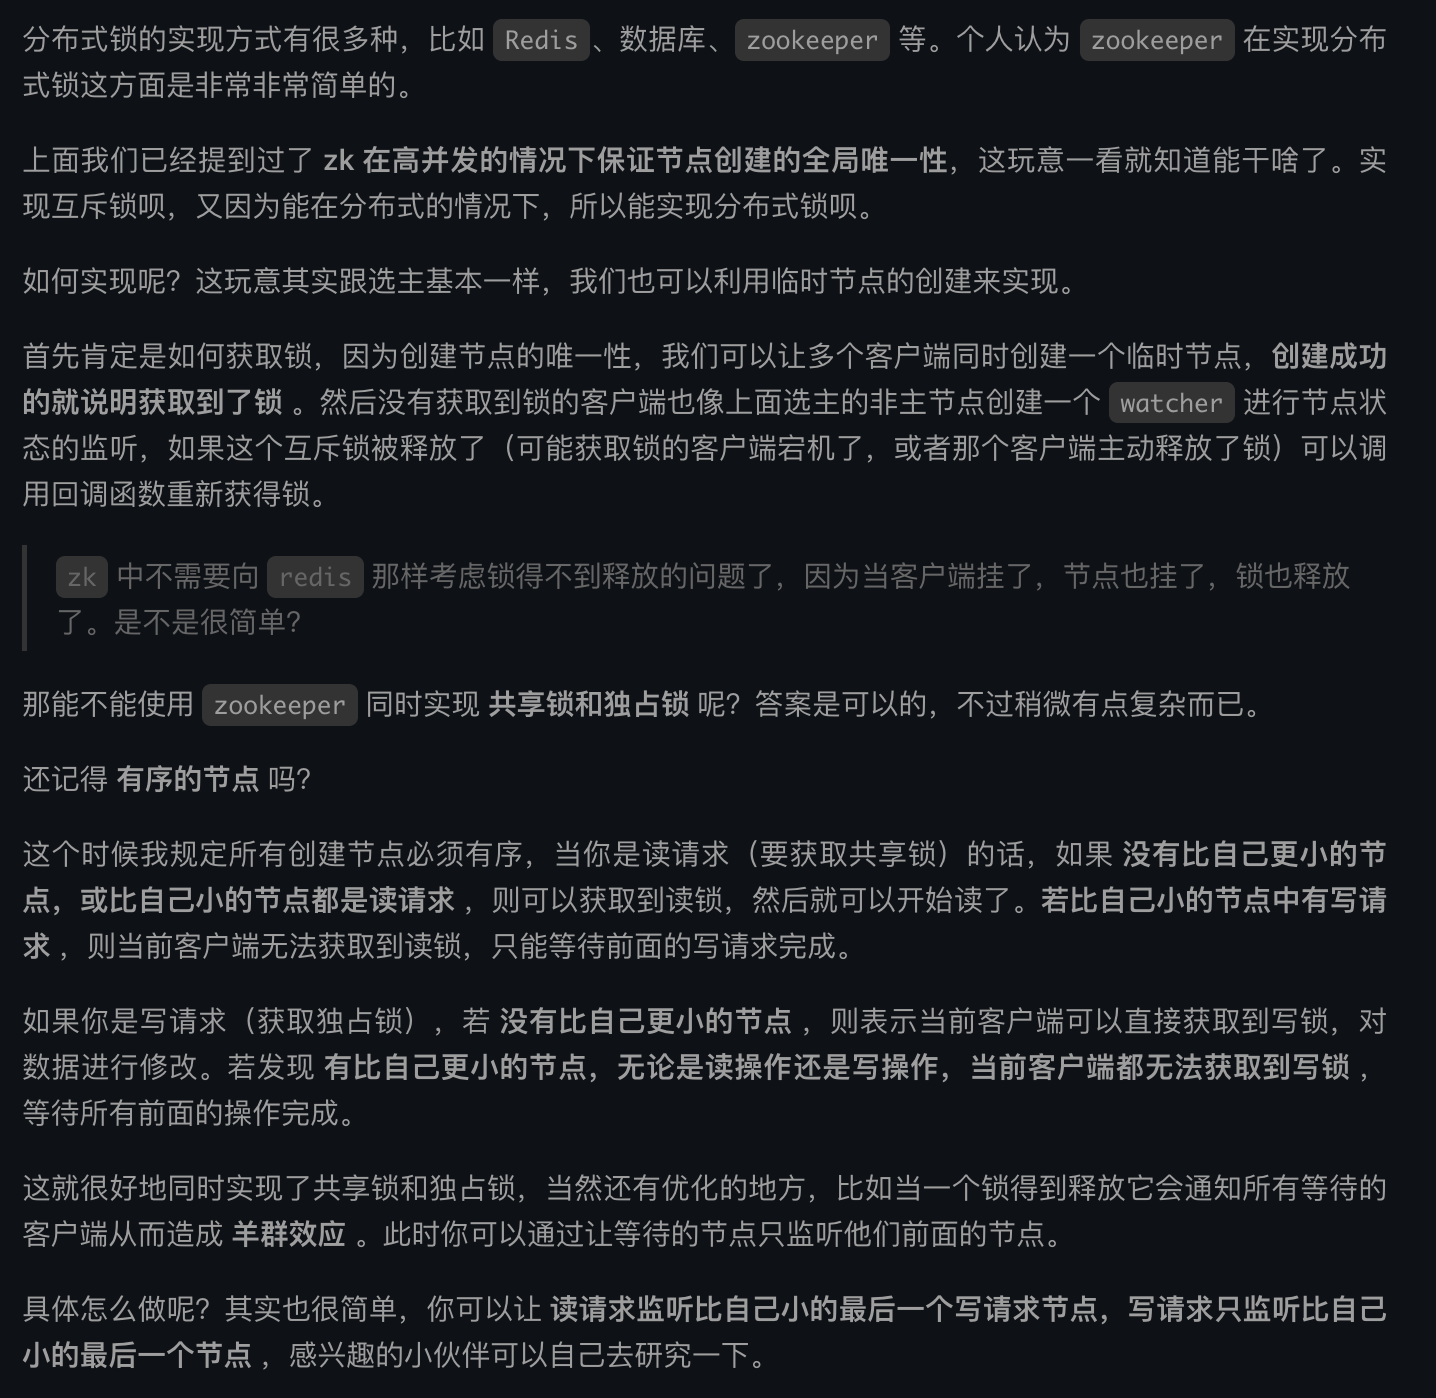 分布式锁的实现方式有很多种，比如 Redis 、数据库、 zookeeper 等。个人认为 zookeeper 在实现分布
式锁这方面是非常非常简单的。
上面我们已经提到过了 zk 在高并发的情况下保证节点创建的全局唯一性，这玩意一看就知道能干啥了。实
现互斥锁呗，又因为能在分布式的情况下，所以能实现分布式锁呗。
如何实现呢？这玩意其实跟选主基本一样，我们也可以利用临时节点的创建来实现。
首先肯定是如何获取锁，因为创建节点的唯一性，我们可以让多个客户端同时创建一个临时节点，创建成功
的就说明获取到了锁 。然后没有获取到锁的客户端也像上面选主的非主节点创建一个 watcher 进行节点状
态的监听，如果这个互斥锁被释放了（可能获取锁的客户端宕机了，或者那个客户端主动释放了锁）可以调
用回调函数重新获得锁。
zk 中不需要向 redis 那样考虑锁得不到释放的问题了，因为当客户端挂了，节点也挂了，锁也释放
了。是不是很简单？
那能不能使用 zookeeper 同时实现 共享锁和独占锁 呢？答案是可以的，不过稍微有点复杂而已。
还记得 有序的节点 吗？
这个时候我规定所有创建节点必须有序，当你是读请求（要获取共享锁）的话，如果 没有比自己更小的节
点，或比自己小的节点都是读请求 ，则可以获取到读锁，然后就可以开始读了。若比自己小的节点中有写请
求 ，则当前客户端无法获取到读锁，只能等待前面的写请求完成。
如果你是写请求（获取独占锁），若 没有比自己更小的节点 ，则表示当前客户端可以直接获取到写锁，对
数据进行修改。若发现 有比自己更小的节点，无论是读操作还是写操作，当前客户端都无法获取到写锁 ，
等待所有前面的操作完成。
这就很好地同时实现了共享锁和独占锁，当然还有优化的地方，比如当一个锁得到释放它会通知所有等待的
客户端从而造成 羊群效应 。此时你可以通过让等待的节点只监听他们前面的节点。
具体怎么做呢？其实也很简单，你可以让 读请求监听比自己小的最后一个写请求节点，写请求只监听比自己
小的最后一个节点 ，感兴趣的小伙伴可以自己去研究一下。